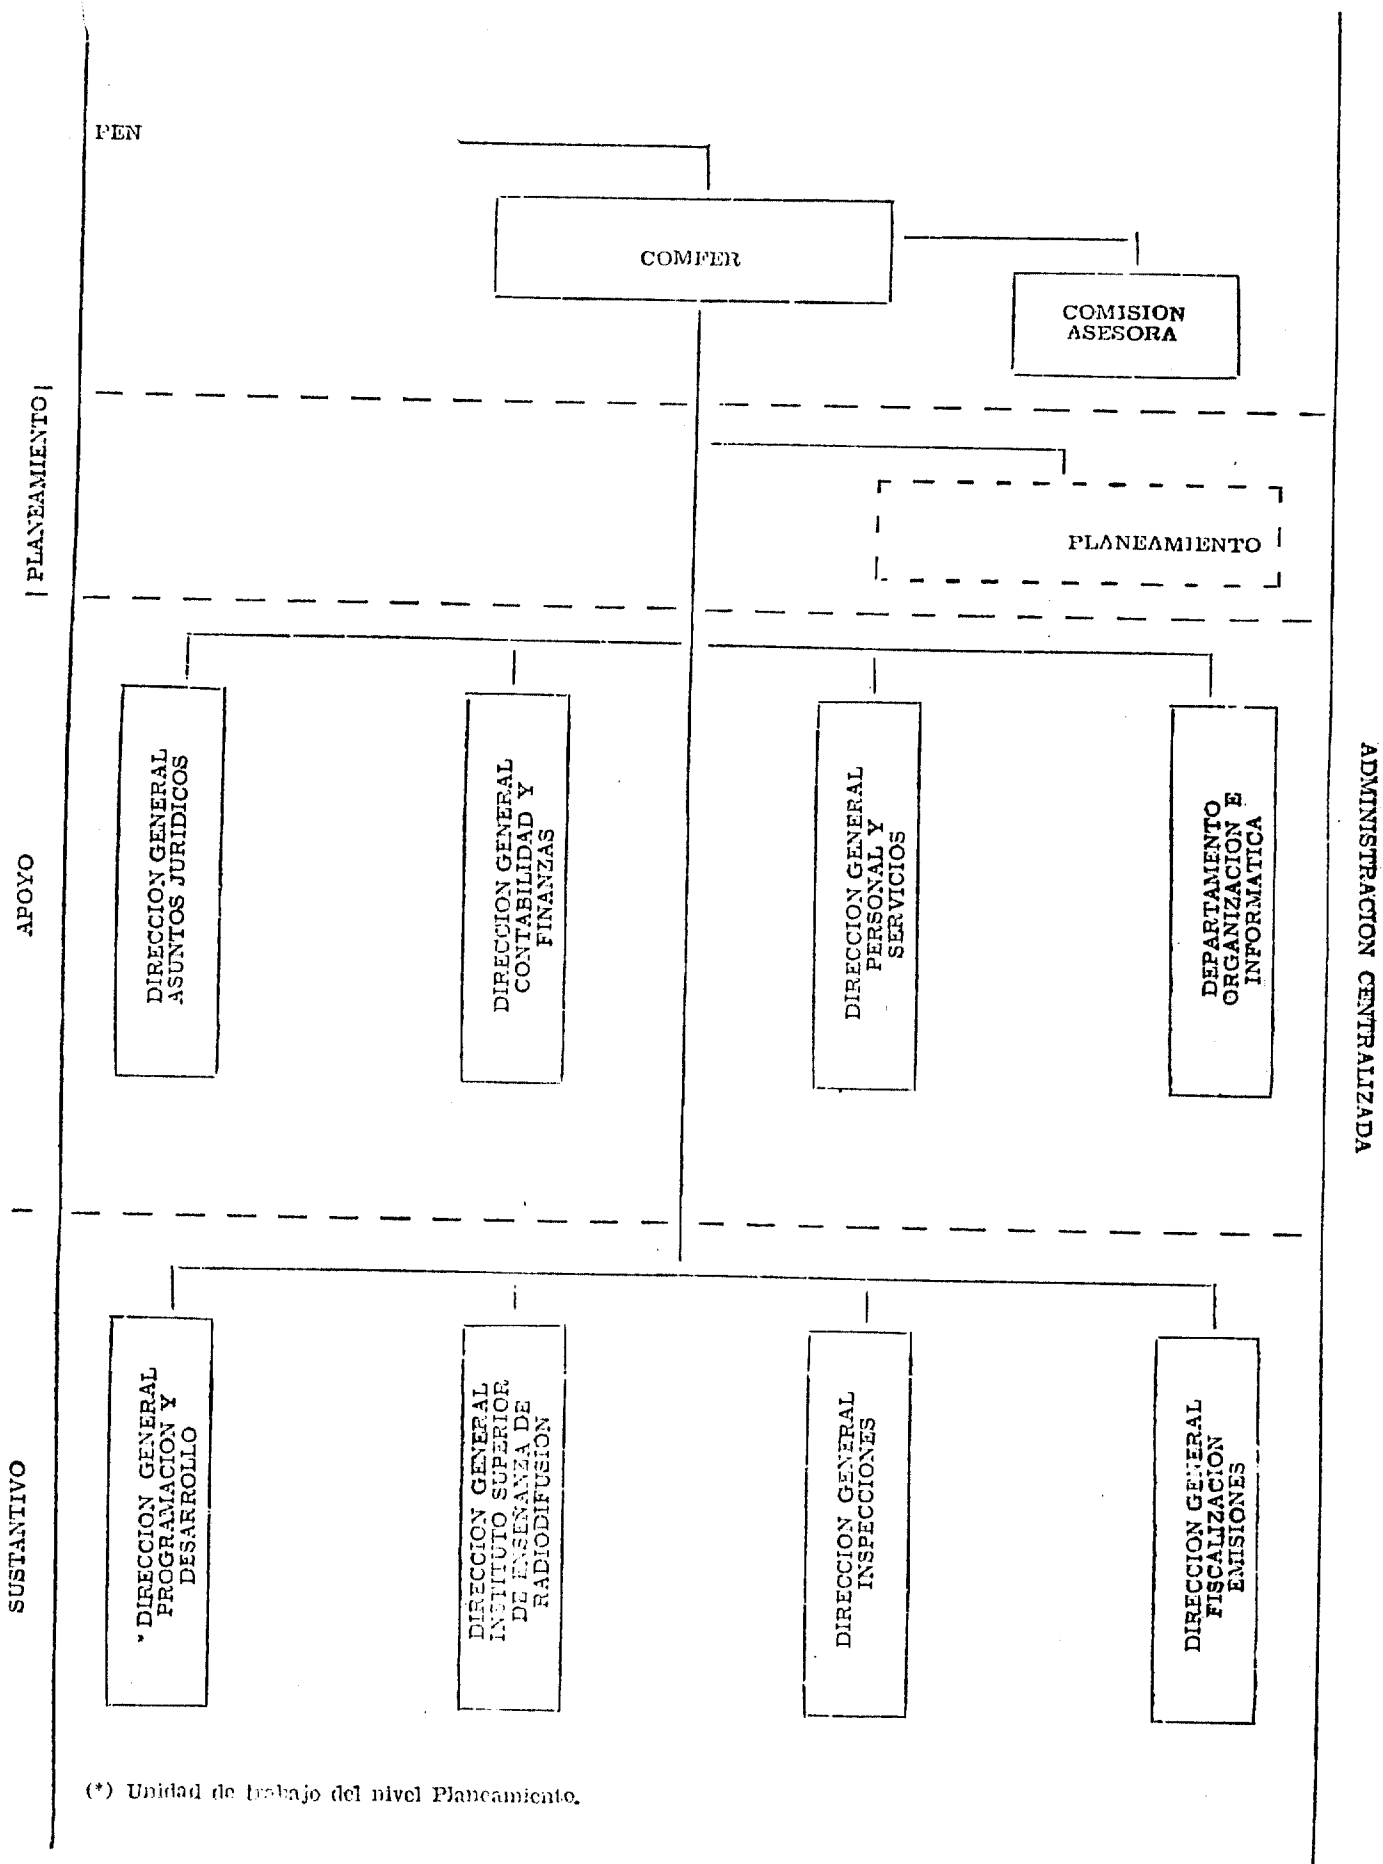 PEN
COMFER
COMISION
ASESORA
PLANEAMIENTO
PLANEAMIENTO
APOYO
DIRECCION GENERAL
ASUNTOS JURIDICOS
DIRECCION GENERAL
CONTABILIDAD Y
FINANZAS
DIRECCION GENERAL
PERSONAL Y
SERVICIOS
DEPARTAMENTO
ORGANIZACION E
INFORMATICA
ADMINISTRACION CENTRALIZADA
SUSTANTIVO
* DIRECCION GENERAL
PROGRAMACION Y
DESARROLLO
DIRECCION GENERAL
INSTITUTO SUPERIOR
DE ENSEÑANZA DE
RADIODIFUSION
DIRECCION GENERAL
INSPECCIONES
DIRECCION GENERAL
FISCALIZACION
EMISIONES
(*) Unidad de trabajo del nivel Planeamiento.